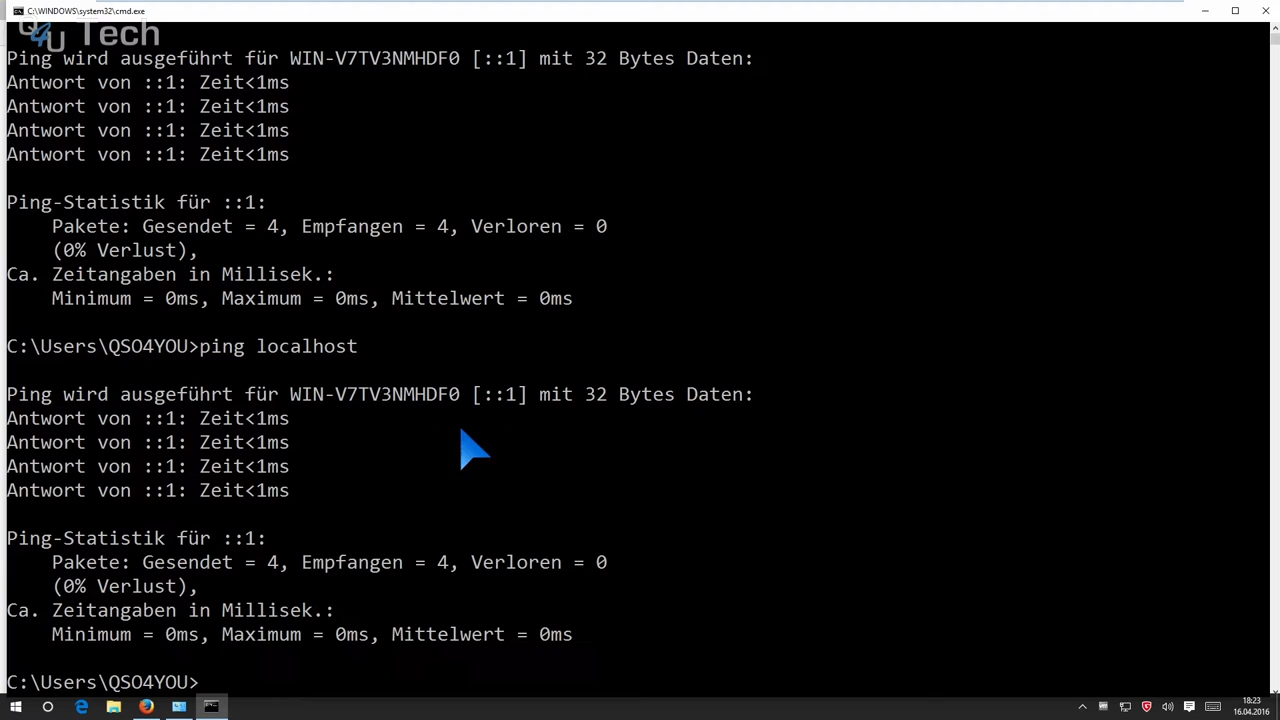 C:\WINDOWS\system32\cmd.exe
Q4U Tech
Ping wird ausgeführt für WIN-V7TV3NMHDF0 [::1] mit 32 Bytes Daten:
Antwort von ::1: Zeit<1ms
Antwort von ::1: Zeit<1ms
Antwort von ::1: Zeit<1ms
Antwort von ::1: Zeit<1ms
Ping-Statistik für ::1:
Pakete: Gesendet = 4, Empfangen = 4, Verloren = 0
(0% Verlust),
Ca. Zeitangaben in Millisek.:
Minimum = 0ms, Maximum = 0ms, Mittelwert = 0ms
C:\Users\QSO4YOU>ping localhost
Ping wird ausgeführt für WIN-V7TV3NMHDF0 [::1] mit 32 Bytes Daten:
Antwort von ::1: Zeit<1ms
Antwort von ::1: Zeit<1ms
Antwort von ::1: Zeit<1ms
Antwort von ::1: Zeit<1ms
Ping-Statistik für ::1:
Pakete: Gesendet = 4, Empfangen = 4, Verloren = 0
(0% Verlust),
Ca. Zeitangaben in Millisek.:
Minimum = 0ms, Maximum = 0ms, Mittelwert = 0ms
C:\Users\QSO4YOU>
18:23
16.04.2016